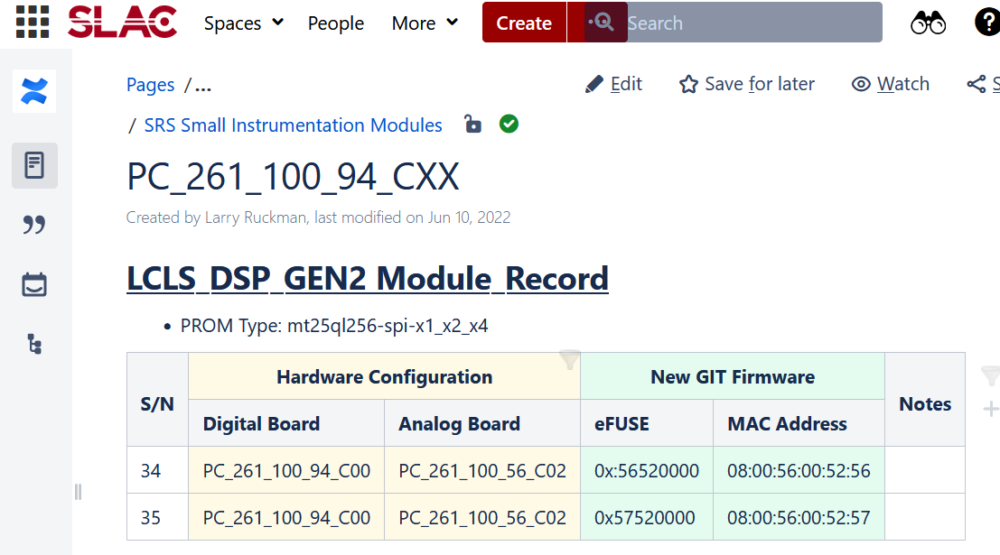 SLAC Spaces People More Create Search ?
Pages / ...
Edit Save for later Watch S
/ SRS Small Instrumentation Modules
PC_261_100_94_CXX
Created by Larry Ruckman, last modified on Jun 10, 2022
LCLS_DSP_GEN2 Module_Record
• PROM Type: mt25ql256-spi-x1_x2_x4
S/N Hardware Configuration New GIT Firmware Notes
Digital Board Analog Board eFUSE MAC Address
34 PC_261_100_94_C00 PC_261_100_56_C02 0x:56520000 08:00:56:00:52:56
35 PC_261_100_94_C00 PC_261_100_56_C02 0x57520000 08:00:56:00:52:57